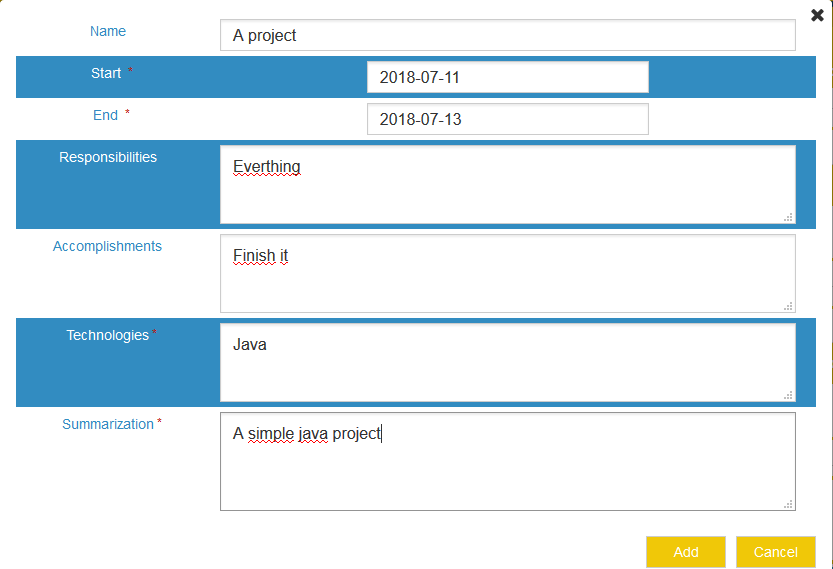 Name
A project
Start *
2018-07-11
End *
2018-07-13
Responsibilities
Everthing
Accomplishments
Finish it
Technologies *
Java
Summarization *
A simple java project
Add
Cancel